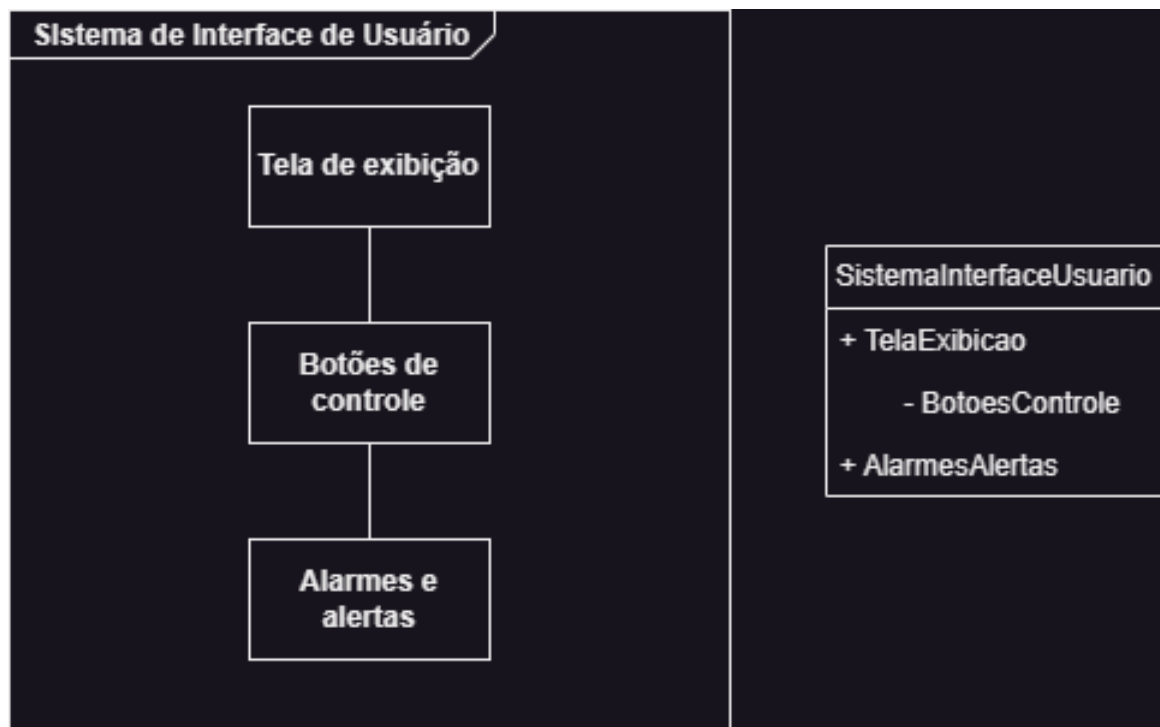 SIstema de Interface de Usuário
Tela de exibição
Botões de
controle
Alarmes e
alertas
SistemaInterfaceUsuario
+ TelaExibicao
- BotoesControle
+ AlarmesAlertas